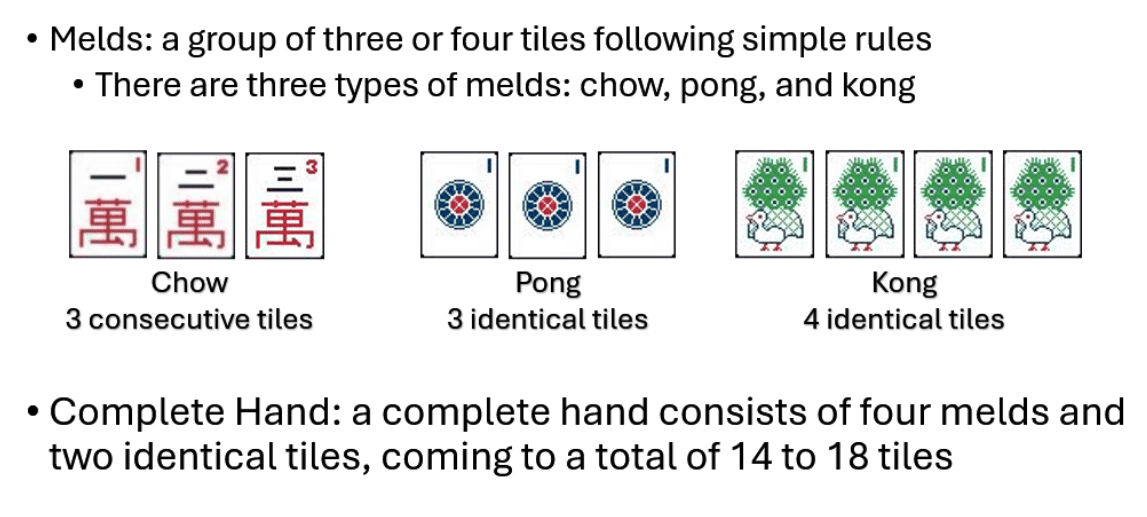 • Melds: a group of three or four tiles following simple rules
• There are three types of melds: chow, pong, and kong
1 2 3 1 1 1 1 1 1 1
一 二 三
萬 萬 萬
Chow Pong Kong
3 consecutive tiles 3 identical tiles 4 identical tiles
• Complete Hand: a complete hand consists of four melds and
two identical tiles, coming to a total of 14 to 18 tiles